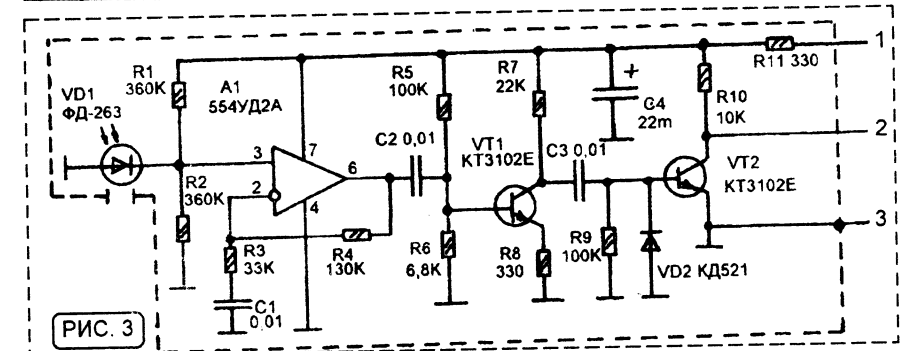 R1
360K
A1
554УД2А
VD1
ФД-263
R2
360K
3
2
7
4
6
R3
33K
C1
0,01
R4
130K
C2 0,01
R5
100K
R6
6,8K
R7
22K
VT1
КТ3102Е
R8
330
C3 0,01
R9
100K
+
C4
22m
VD2 КД521
VT2
КТ3102Е
R10
10K
R11 330
1
2
3
РИС. 3